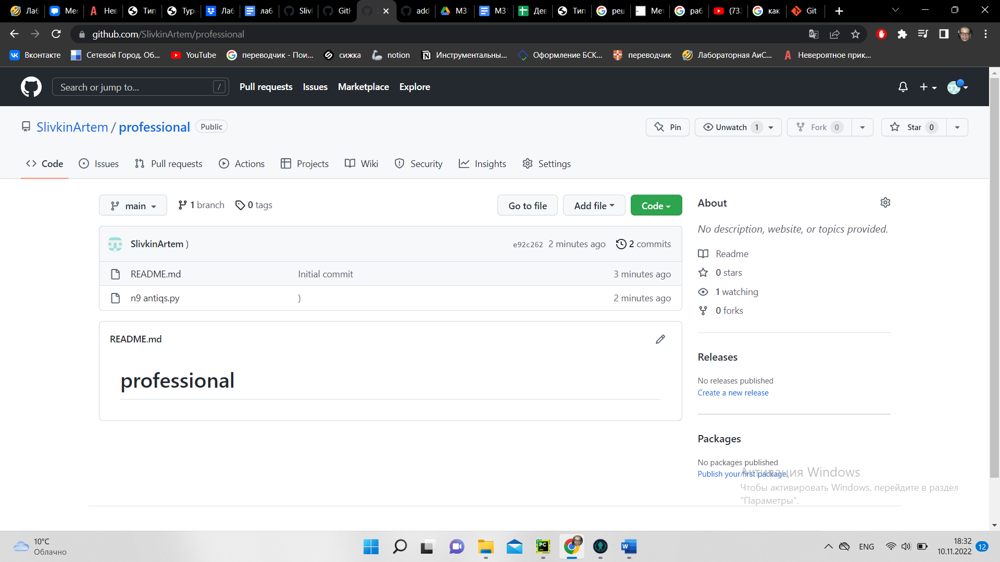 Лаб Мес Нев Тип Typo Лаб лаб Slivk GitH add МЗ МЗ Дев Тип реш Мет раб (73 как Git
github.com/SlivkinArtem/professional
Вконтакте Сетевой Город. Об... YouTube переводчик - Пои... сижка notion Инструментальны... Оформление БСК... переводчик Лабораторная АиС... Невероятное прик...
Search or jump to... / Pull requests Issues Marketplace Explore
SlivkinArtem / professional Public Pin Unwatch 1 Fork 0 Star 0
Code Issues Pull requests Actions Projects Wiki Security Insights Settings
main 1 branch 0 tags Go to file Add file Code
SlivkinArtem ) e92c262 2 minutes ago 2 commits
README.md Initial commit 3 minutes ago
n9 antiqs.py ) 2 minutes ago
README.md
professional
About
No description, website, or topics provided.
Readme
0 stars
1 watching
0 forks
Releases
No releases published
Create a new release
Packages
No packages published
Publish your first package
Активация Windows
Чтобы активировать Windows, перейдите в раздел
"Параметры".
10°C
Облачно
ENG
18:32
10.11.2022
12